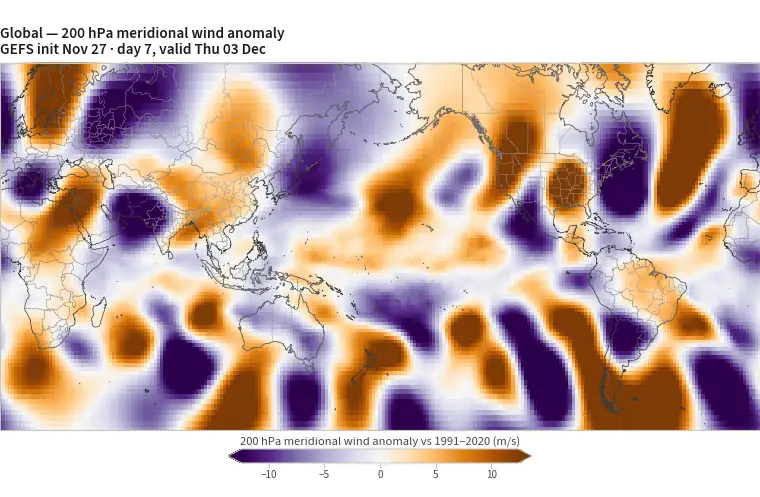 Global — 200 hPa meridional wind anomaly
GEFS init Nov 27 · day 7, valid Thu 03 Dec
200 hPa meridional wind anomaly vs 1991–2020 (m/s)
−10 −5 0 5 10